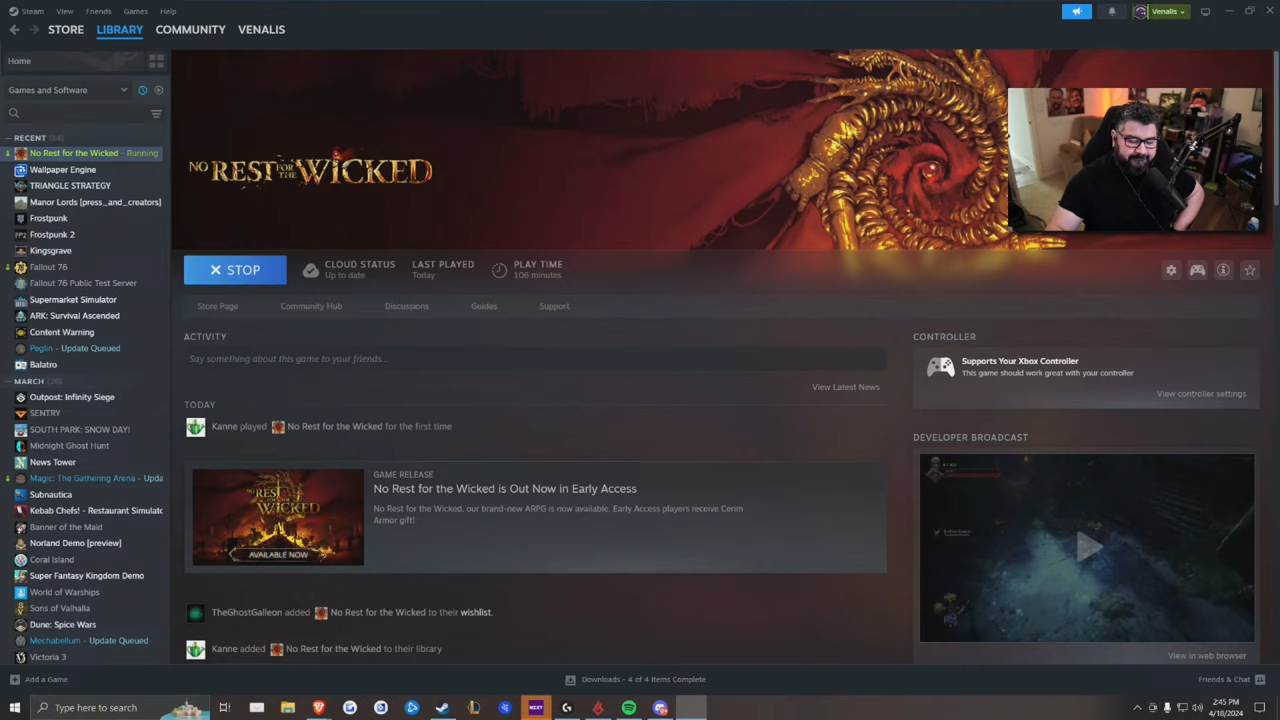 Steam View Friends Games Help
Venalis
STORE LIBRARY COMMUNITY VENALIS
Home
Games and Software
RECENT (14)
No Rest for the Wicked - Running
Wallpaper Engine
TRIANGLE STRATEGY
Manor Lords [press_and_creators]
Frostpunk
FP2 Frostpunk 2
Kingsgrave
Fallout 76
Fallout 76 Public Test Server
Supermarket Simulator
ARK: Survival Ascended
Content Warning
Peglin - Update Queued
Balatro
MARCH (26)
Outpost: Infinity Siege
SENTRY
SOUTH PARK: SNOW DAY!
Midnight Ghost Hunt
News Tower
Magic: The Gathering Arena - Upda
Subnautica
Kebab Chefs! - Restaurant Simulato
Banner of the Maid
Norland Demo [preview]
Coral Island
Super Fantasy Kingdom Demo
World of Warships
Sons of Valhalla
Dune: Spice Wars
Mechabellum - Update Queued
Victoria 3
NO REST FOR THE WICKED
STOP
CLOUD STATUS
Up to date
LAST PLAYED
Today
PLAY TIME
106 minutes
Store Page Community Hub Discussions Guides Support
ACTIVITY
Say something about this game to your friends...
View Latest News
TODAY
Kanne played No Rest for the Wicked for the first time
NO REST FOR THE WICKED
AVAILABLE NOW
GAME RELEASE
No Rest for the Wicked is Out Now in Early Access
No Rest for the Wicked, our brand-new ARPG is now available. Early Access players receive Cerim
Armor gift!
TheGhostGalleon added No Rest for the Wicked to their wishlist.
Kanne added No Rest for the Wicked to their library
CONTROLLER
Supports Your Xbox Controller
This game should work great with your controller
View controller settings
DEVELOPER BROADCAST
View in web browser
Add a Game
Downloads - 4 of 4 Items Complete
Friends & Chat
Type here to search
NEXT
2:45 PM
4/18/2024